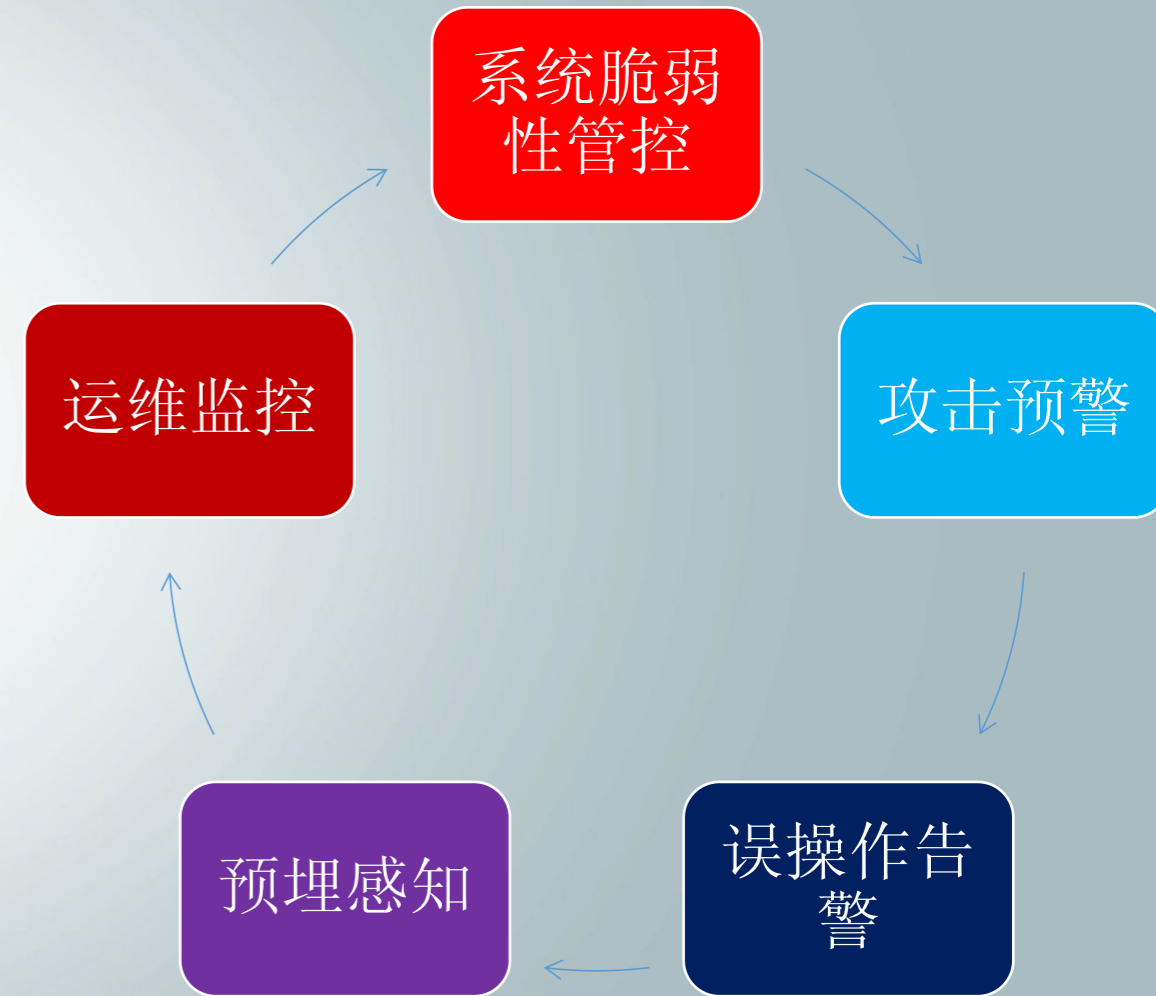 系统脆弱
性管控
运维监控
攻击预警
预埋感知
误操作告
警